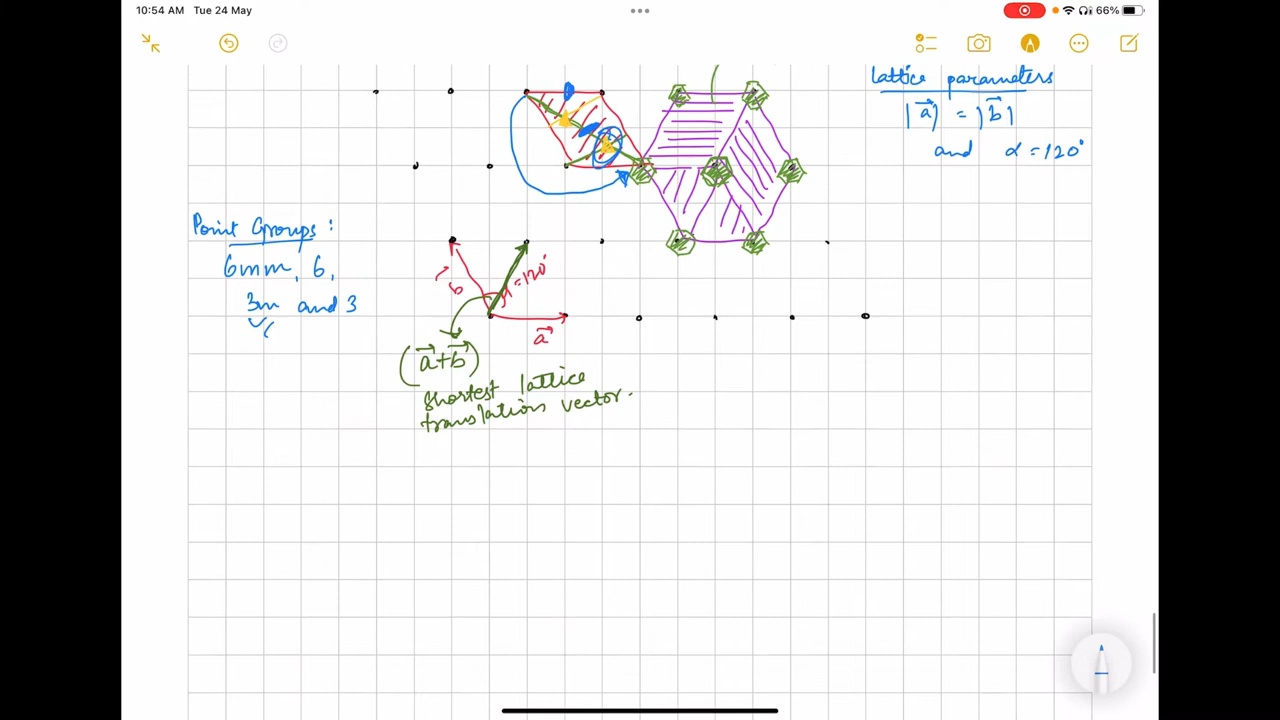 10:54 AM Tue 24 May
66%
Lattice parameters
|a⃗| = |b⃗|
and α = 120°
Point Groups :
6mm, 6,
3m and 3
b⃗
= 120°
a⃗
(a⃗+b⃗)
shortest lattice
translation vector.